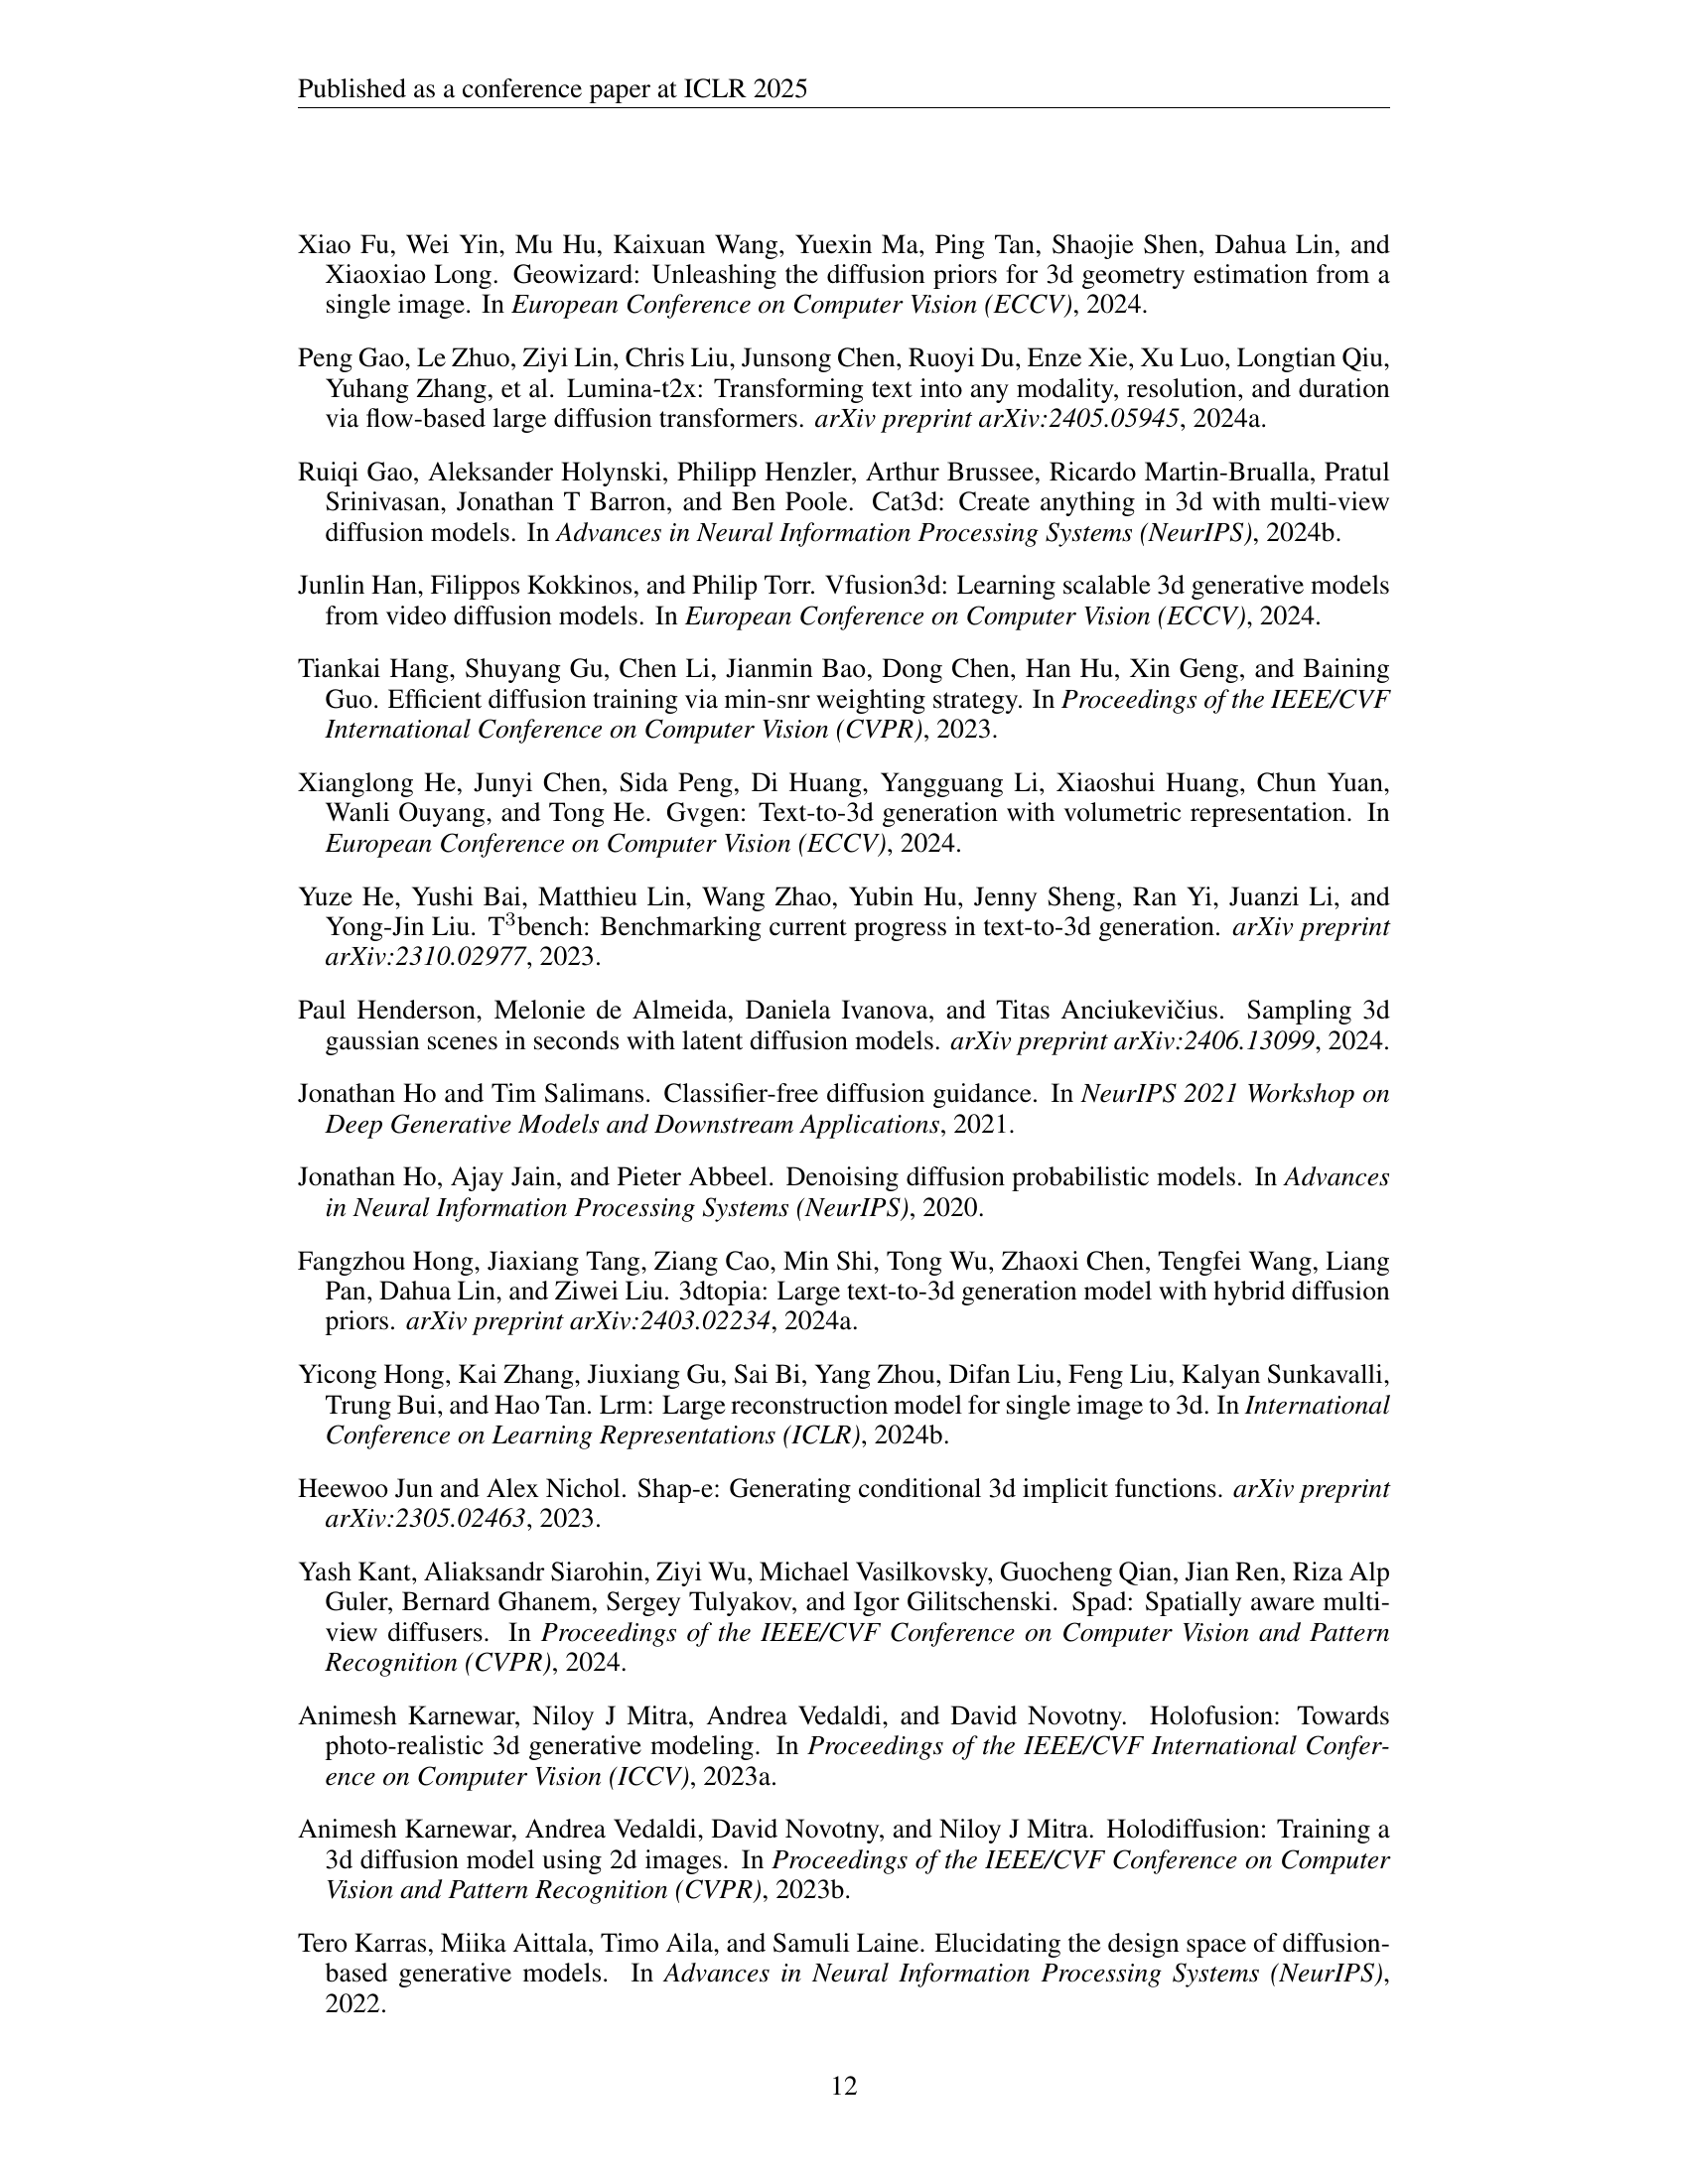 Published as a conference paper at ICLR 2025
Xiao Fu, Wei Yin, Mu Hu, Kaixuan Wang, Yuexin Ma, Ping Tan, Shaojie Shen, Dahua Lin, and
Xiaoxiao Long. Geowizard: Unleashing the diffusion priors for 3d geometry estimation from a
single image. In European Conference on Computer Vision (ECCV), 2024.
Peng Gao, Le Zhuo, Ziyi Lin, Chris Liu, Junsong Chen, Ruoyi Du, Enze Xie, Xu Luo, Longtian Qiu,
Yuhang Zhang, et al. Lumina-t2x: Transforming text into any modality, resolution, and duration
via flow-based large diffusion transformers. arXiv preprint arXiv:2405.05945, 2024a.
Ruiqi Gao, Aleksander Holynski, Philipp Henzler, Arthur Brussee, Ricardo Martin-Brualla, Pratul
Srinivasan, Jonathan T Barron, and Ben Poole. Cat3d: Create anything in 3d with multi-view
diffusion models. In Advances in Neural Information Processing Systems (NeurIPS), 2024b.
Junlin Han, Filippos Kokkinos, and Philip Torr. Vfusion3d: Learning scalable 3d generative models
from video diffusion models. In European Conference on Computer Vision (ECCV), 2024.
Tiankai Hang, Shuyang Gu, Chen Li, Jianmin Bao, Dong Chen, Han Hu, Xin Geng, and Baining
Guo. Efficient diffusion training via min-snr weighting strategy. In Proceedings of the IEEE/CVF
International Conference on Computer Vision (CVPR), 2023.
Xianglong He, Junyi Chen, Sida Peng, Di Huang, Yangguang Li, Xiaoshui Huang, Chun Yuan,
Wanli Ouyang, and Tong He. Gvgen: Text-to-3d generation with volumetric representation. In
European Conference on Computer Vision (ECCV), 2024.
Yuze He, Yushi Bai, Matthieu Lin, Wang Zhao, Yubin Hu, Jenny Sheng, Ran Yi, Juanzi Li, and
Yong-Jin Liu. T³bench: Benchmarking current progress in text-to-3d generation. arXiv preprint
arXiv:2310.02977, 2023.
Paul Henderson, Melonie de Almeida, Daniela Ivanova, and Titas Anciukevičius. Sampling 3d
gaussian scenes in seconds with latent diffusion models. arXiv preprint arXiv:2406.13099, 2024.
Jonathan Ho and Tim Salimans. Classifier-free diffusion guidance. In NeurIPS 2021 Workshop on
Deep Generative Models and Downstream Applications, 2021.
Jonathan Ho, Ajay Jain, and Pieter Abbeel. Denoising diffusion probabilistic models. In Advances
in Neural Information Processing Systems (NeurIPS), 2020.
Fangzhou Hong, Jiaxiang Tang, Ziang Cao, Min Shi, Tong Wu, Zhaoxi Chen, Tengfei Wang, Liang
Pan, Dahua Lin, and Ziwei Liu. 3dtopia: Large text-to-3d generation model with hybrid diffusion
priors. arXiv preprint arXiv:2403.02234, 2024a.
Yicong Hong, Kai Zhang, Jiuxiang Gu, Sai Bi, Yang Zhou, Difan Liu, Feng Liu, Kalyan Sunkavalli,
Trung Bui, and Hao Tan. Lrm: Large reconstruction model for single image to 3d. In International
Conference on Learning Representations (ICLR), 2024b.
Heewoo Jun and Alex Nichol. Shap-e: Generating conditional 3d implicit functions. arXiv preprint
arXiv:2305.02463, 2023.
Yash Kant, Aliaksandr Siarohin, Ziyi Wu, Michael Vasilkovsky, Guocheng Qian, Jian Ren, Riza Alp
Guler, Bernard Ghanem, Sergey Tulyakov, and Igor Gilitschenski. Spad: Spatially aware multi-
view diffusers. In Proceedings of the IEEE/CVF Conference on Computer Vision and Pattern
Recognition (CVPR), 2024.
Animesh Karnewar, Niloy J Mitra, Andrea Vedaldi, and David Novotny. Holofusion: Towards
photo-realistic 3d generative modeling. In Proceedings of the IEEE/CVF International Confer-
ence on Computer Vision (ICCV), 2023a.
Animesh Karnewar, Andrea Vedaldi, David Novotny, and Niloy J Mitra. Holodiffusion: Training a
3d diffusion model using 2d images. In Proceedings of the IEEE/CVF Conference on Computer
Vision and Pattern Recognition (CVPR), 2023b.
Tero Karras, Miika Aittala, Timo Aila, and Samuli Laine. Elucidating the design space of diffusion-
based generative models. In Advances in Neural Information Processing Systems (NeurIPS),
2022.
12